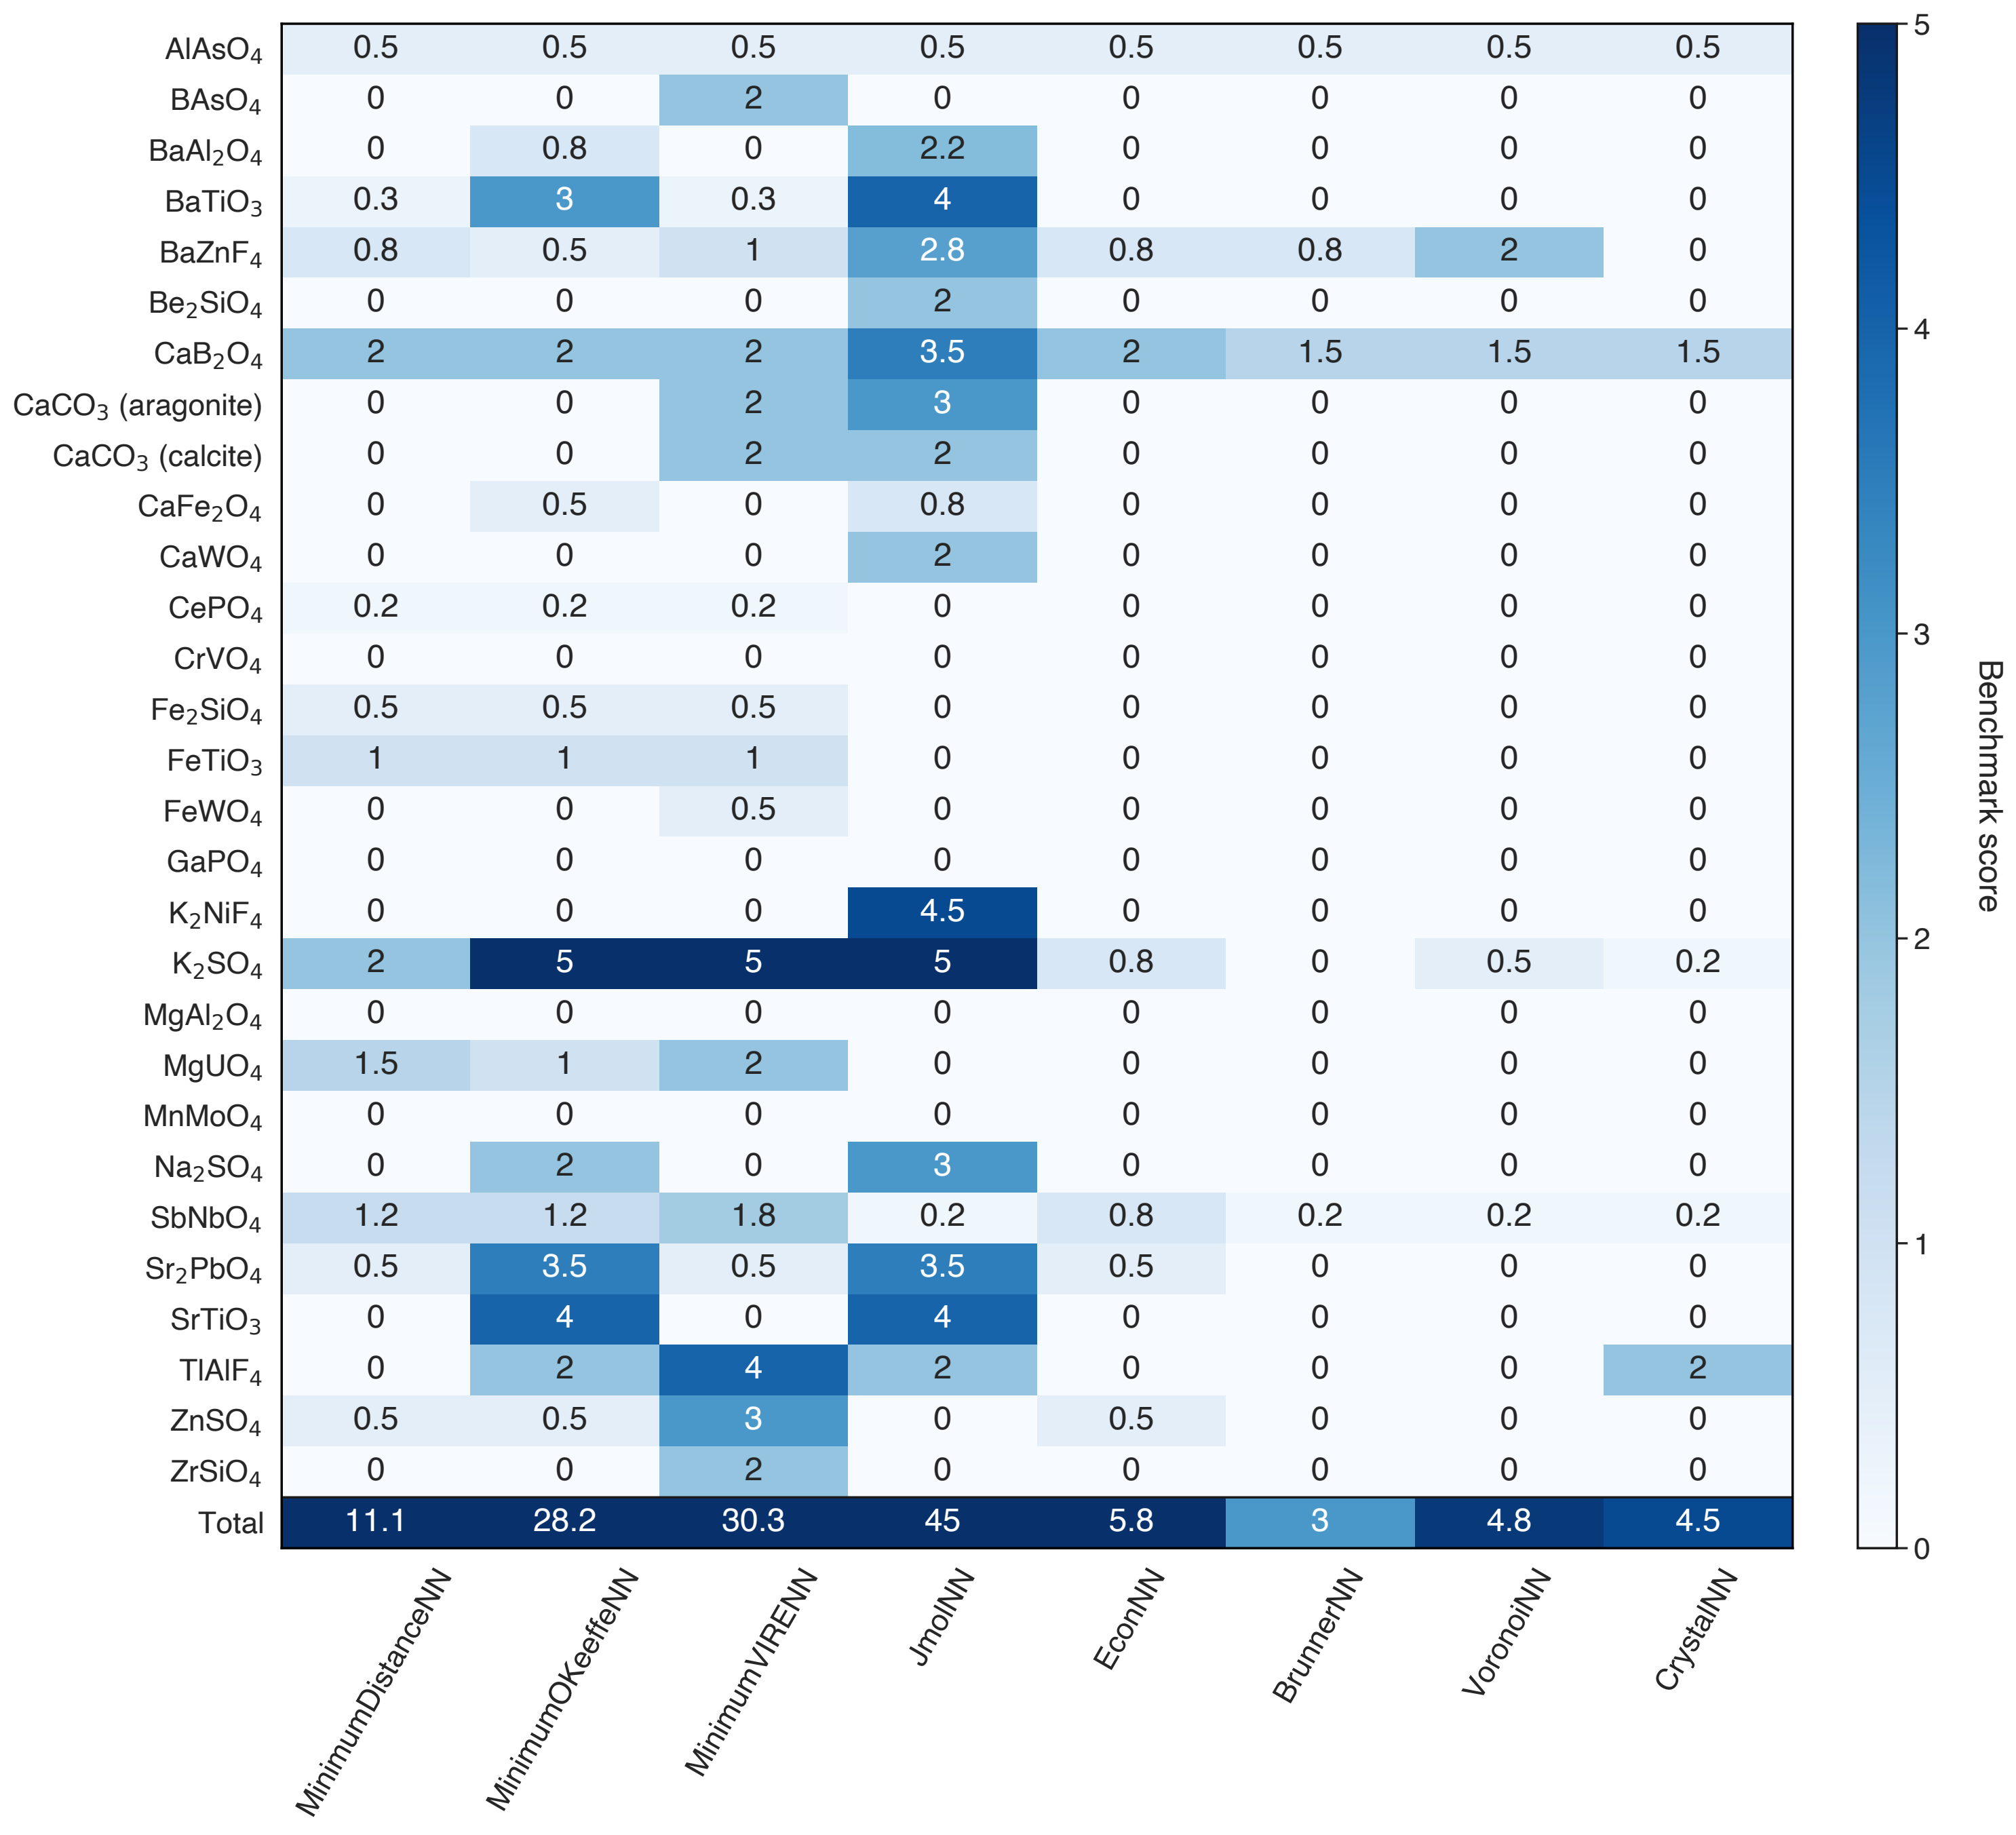 AlAsO₄ 0.5 0.5 0.5 0.5 0.5 0.5 0.5 0.5
BAsO₄ 0 0 2 0 0 0 0 0
BaAl₂O₄ 0 0.8 0 2.2 0 0 0 0
BaTiO₃ 0.3 3 0.3 4 0 0 0 0
BaZnF₄ 0.8 0.5 1 2.8 0.8 0.8 2 0
Be₂SiO₄ 0 0 0 2 0 0 0 0
CaB₂O₄ 2 2 2 3.5 2 1.5 1.5 1.5
CaCO₃ (aragonite) 0 0 2 3 0 0 0 0
CaCO₃ (calcite) 0 0 2 2 0 0 0 0
CaFe₂O₄ 0 0.5 0 0.8 0 0 0 0
CaWO₄ 0 0 0 2 0 0 0 0
CePO₄ 0.2 0.2 0.2 0 0 0 0 0
CrVO₄ 0 0 0 0 0 0 0 0
Fe₂SiO₄ 0.5 0.5 0.5 0 0 0 0 0
FeTiO₃ 1 1 1 0 0 0 0 0
FeWO₄ 0 0 0.5 0 0 0 0 0
GaPO₄ 0 0 0 0 0 0 0 0
K₂NiF₄ 0 0 0 4.5 0 0 0 0
K₂SO₄ 2 5 5 5 0.8 0 0.5 0.2
MgAl₂O₄ 0 0 0 0 0 0 0 0
MgUO₄ 1.5 1 2 0 0 0 0 0
MnMoO₄ 0 0 0 0 0 0 0 0
Na₂SO₄ 0 2 0 3 0 0 0 0
SbNbO₄ 1.2 1.2 1.8 0.2 0.8 0.2 0.2 0.2
Sr₂PbO₄ 0.5 3.5 0.5 3.5 0.5 0 0 0
SrTiO₃ 0 4 0 4 0 0 0 0
TlAlF₄ 0 2 4 2 0 0 0 2
ZnSO₄ 0.5 0.5 3 0 0.5 0 0 0
ZrSiO₄ 0 0 2 0 0 0 0 0
Total 11.1 28.2 30.3 45 5.8 3 4.8 4.5
MinimumDistanceNN
MinimumOKeeffeNN
MinimumVIRENN
JmolNN
EconNN
BrunnerNN
VoronoiNN
CrystalNN
5
4
3
2
1
0
Benchmark score